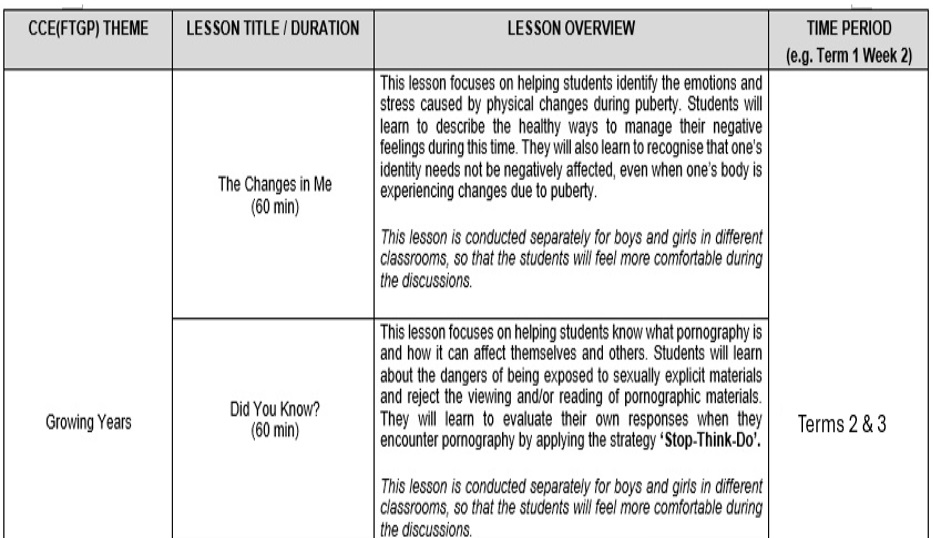 CCE(FTGP) THEME
LESSON TITLE / DURATION
LESSON OVERVIEW
TIME PERIOD
(e.g. Term 1 Week 2)
Growing Years
The Changes in Me
(60 min)
This lesson focuses on helping students identify the emotions and
stress caused by physical changes during puberty. Students will
learn to describe the healthy ways to manage their negative
feelings during this time. They will also learn to recognise that one's
identity needs not be negatively affected, even when one's body is
experiencing changes due to puberty.
This lesson is conducted separately for boys and girls in different
classrooms, so that the students will feel more comfortable during
the discussions.
Did You Know?
(60 min)
This lesson focuses on helping students know what pornography is
and how it can affect themselves and others. Students will learn
about the dangers of being exposed to sexually explicit materials
and reject the viewing and/or reading of pornographic materials.
They will learn to evaluate their own responses when they
encounter pornography by applying the strategy ‘Stop-Think-Do’.
This lesson is conducted separately for boys and girls in different
classrooms, so that the students will feel more comfortable during
the discussions.
Terms 2 & 3